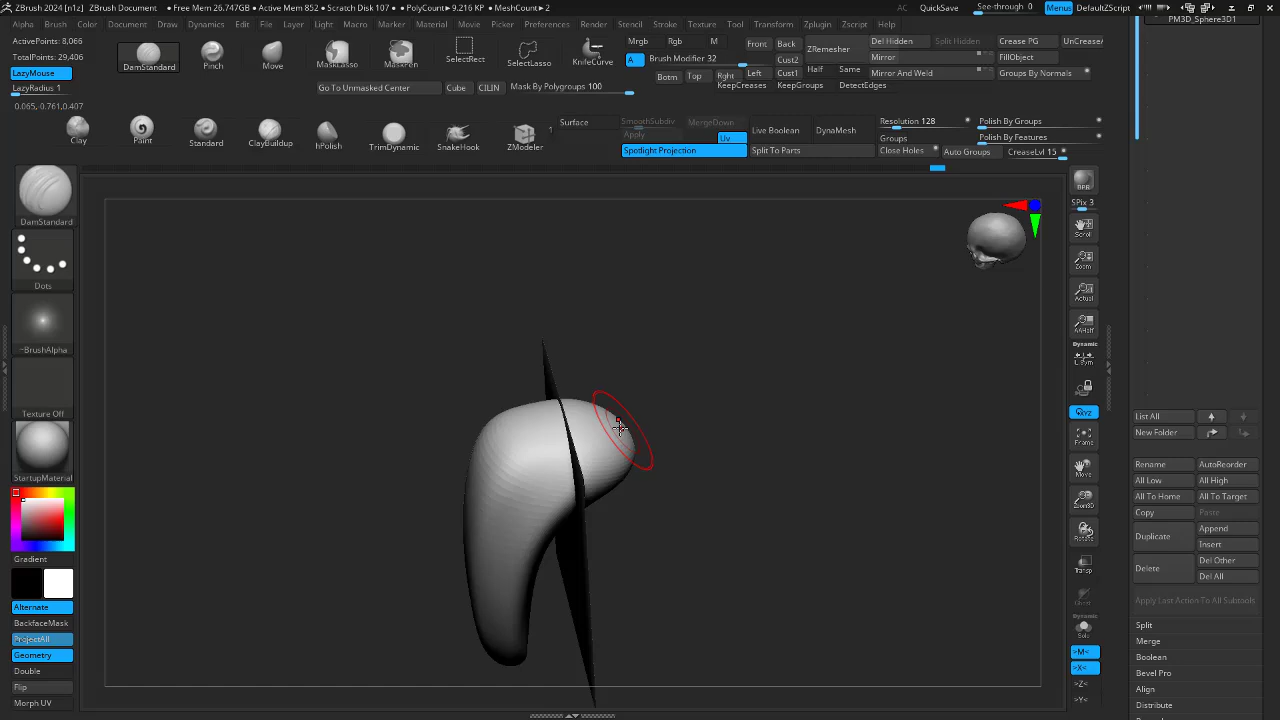 ZBrush 2024 [n1z] ZBrush Document • Free Mem 26.747GB • Active Mem 852 • Scratch Disk 107 • PolyCount▸9.216 KP • MeshCount▸2 AC QuickSave See-through 0 Menus DefaultZScript
Alpha Brush Color Document Draw Dynamics Edit File Layer Light Macro Marker Material Movie Picker Preferences Render Stencil Stroke Texture Tool Transform Zplugin Zscript Help
PM3D_Sphere3D1
ActivePoints: 8,066
TotalPoints: 29,406
LazyMouse
LazyRadius 1
0.065,-0.761,0.407
DamStandard Pinch Move MaskLasso MaskPen SelectRect SelectLasso KnifeCurve
Mrgb Rgb M
A Brush Modifier 32
Botm Top Rght Left
Front Back
Cust2
Cust1
ZRemesher
Half Same
KeepCreases KeepGroups DetectEdges
Del Hidden Split Hidden Crease PG UnCrease
Mirror FillObject
Mirror And Weld Groups By Normals
Go To Unmasked Center Cube CILIN Mask By Polygroups 100
Clay Paint Standard ClayBuildup hPolish TrimDynamic SnakeHook ZModeler 1
Surface SmoothSubdiv MergeDown
Apply Uv
Spotlight Projection
Live Boolean DynaMesh
Split To Parts
Resolution 128 Polish By Groups
Groups Polish By Features
Close Holes Auto Groups CreaseLvl 15
DamStandard
Dots
~BrushAlpha
Texture Off
StartupMaterial
Gradient
Alternate
BackfaceMask
ProjectAll
Geometry
Double
Flip
Morph UV
BPR
SPix 3
Scroll
Zoom
Actual
AAHalf
Dynamic
L.Sym
XYZ
Frame
Move
Zoom3D
Rotate
Transp
Ghost
Dynamic
Solo
>M<
>X<
>Z<
>Y<
List All
New Folder
Rename AutoReorder
All Low All High
All To Home All To Target
Copy Paste
Duplicate Append
Insert
Delete Del Other
Del All
Apply Last Action To All Subtools
Split
Merge
Boolean
Bevel Pro
Align
Distribute